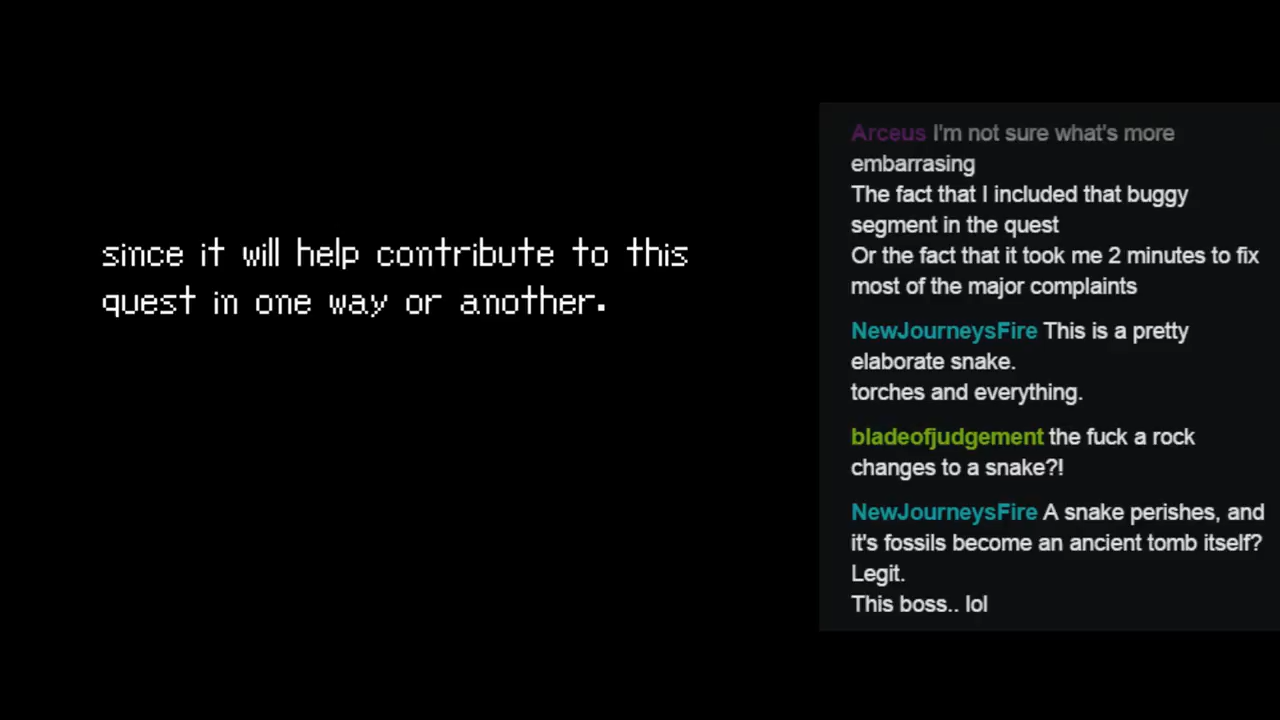 since it will help contribute to this
quest in one way or another.
Arceus I'm not sure what's more
embarrasing
The fact that I included that buggy
segment in the quest
Or the fact that it took me 2 minutes to fix
most of the major complaints
NewJourneysFire This is a pretty
elaborate snake.
torches and everything.
bladeofjudgement the fuck a rock
changes to a snake?!
NewJourneysFire A snake perishes, and
it's fossils become an ancient tomb itself?
Legit.
This boss.. lol